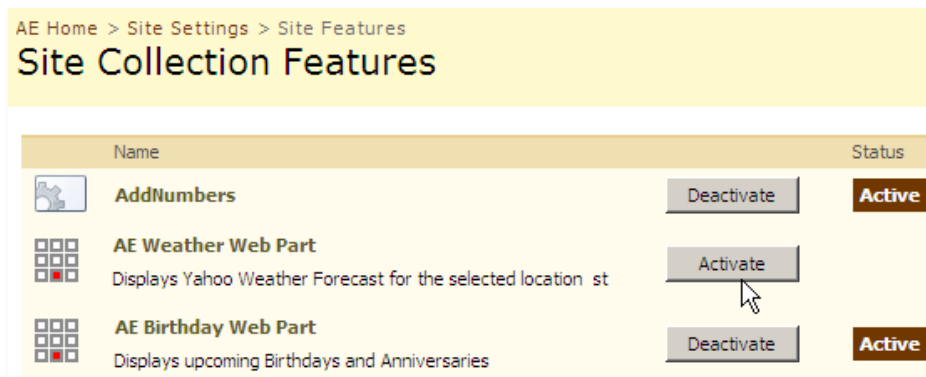 AE Home > Site Settings > Site Features
Site Collection Features
Name Status
AddNumbers Deactivate Active
AE Weather Web Part
Activate
Displays Yahoo Weather Forecast for the selected location st
AE Birthday Web Part
Deactivate Active
Displays upcoming Birthdays and Anniversaries